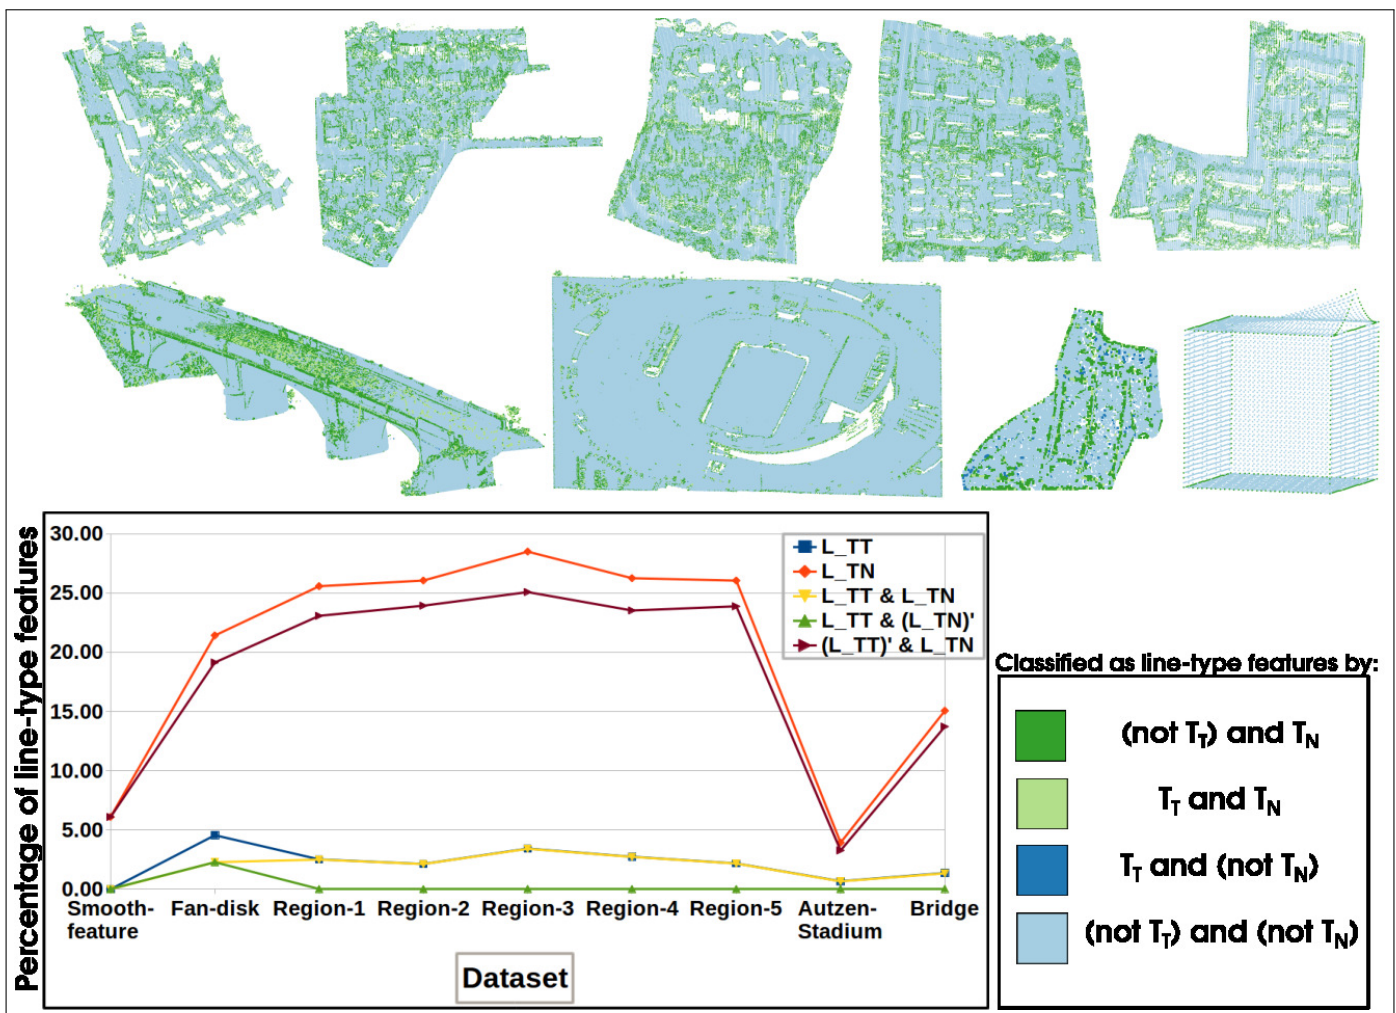 Percentage of line-type features
30.00
25.00
20.00
15.00
10.00
5.00
0.00
L_TT
L_TN
L_TT & L_TN
L_TT & (L_TN)'
(L_TT)' & L_TN
Smooth-
feature
Fan-disk
Region-1
Region-2
Region-3
Region-4
Region-5
Autzen-
Stadium
Bridge
Dataset
Classified as line-type features by:
(not T_T) and T_N
T_T and T_N
T_T and (not T_N)
(not T_T) and (not T_N)